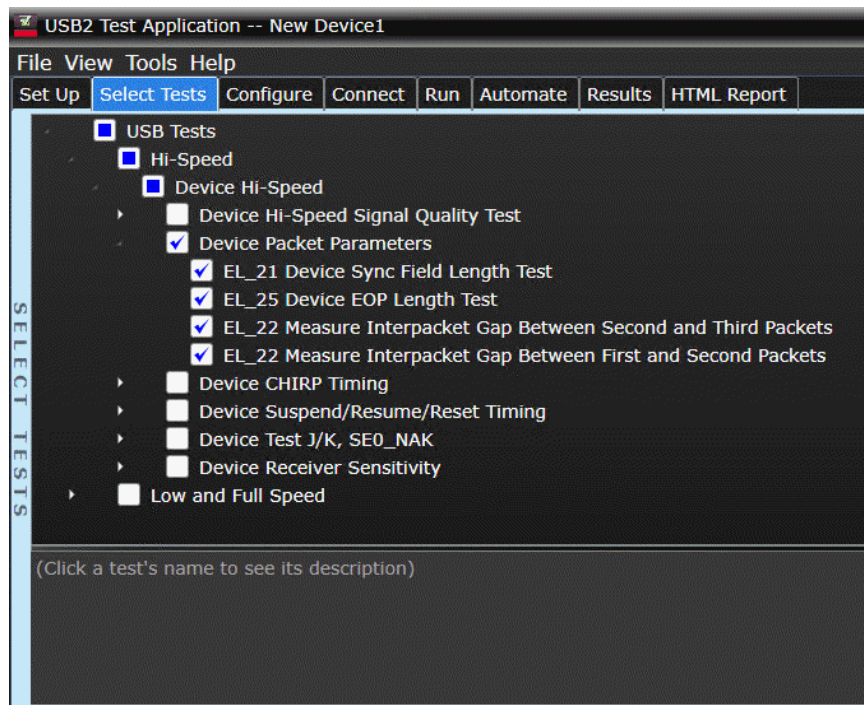 USB2 Test Application -- New Device1
File View Tools Help
Set Up Select Tests Configure Connect Run Automate Results HTML Report
SELECT TESTS
USB Tests
Hi-Speed
Device Hi-Speed
Device Hi-Speed Signal Quality Test
Device Packet Parameters
EL_21 Device Sync Field Length Test
EL_25 Device EOP Length Test
EL_22 Measure Interpacket Gap Between Second and Third Packets
EL_22 Measure Interpacket Gap Between First and Second Packets
Device CHIRP Timing
Device Suspend/Resume/Reset Timing
Device Test J/K, SE0_NAK
Device Receiver Sensitivity
Low and Full Speed
(Click a test's name to see its description)